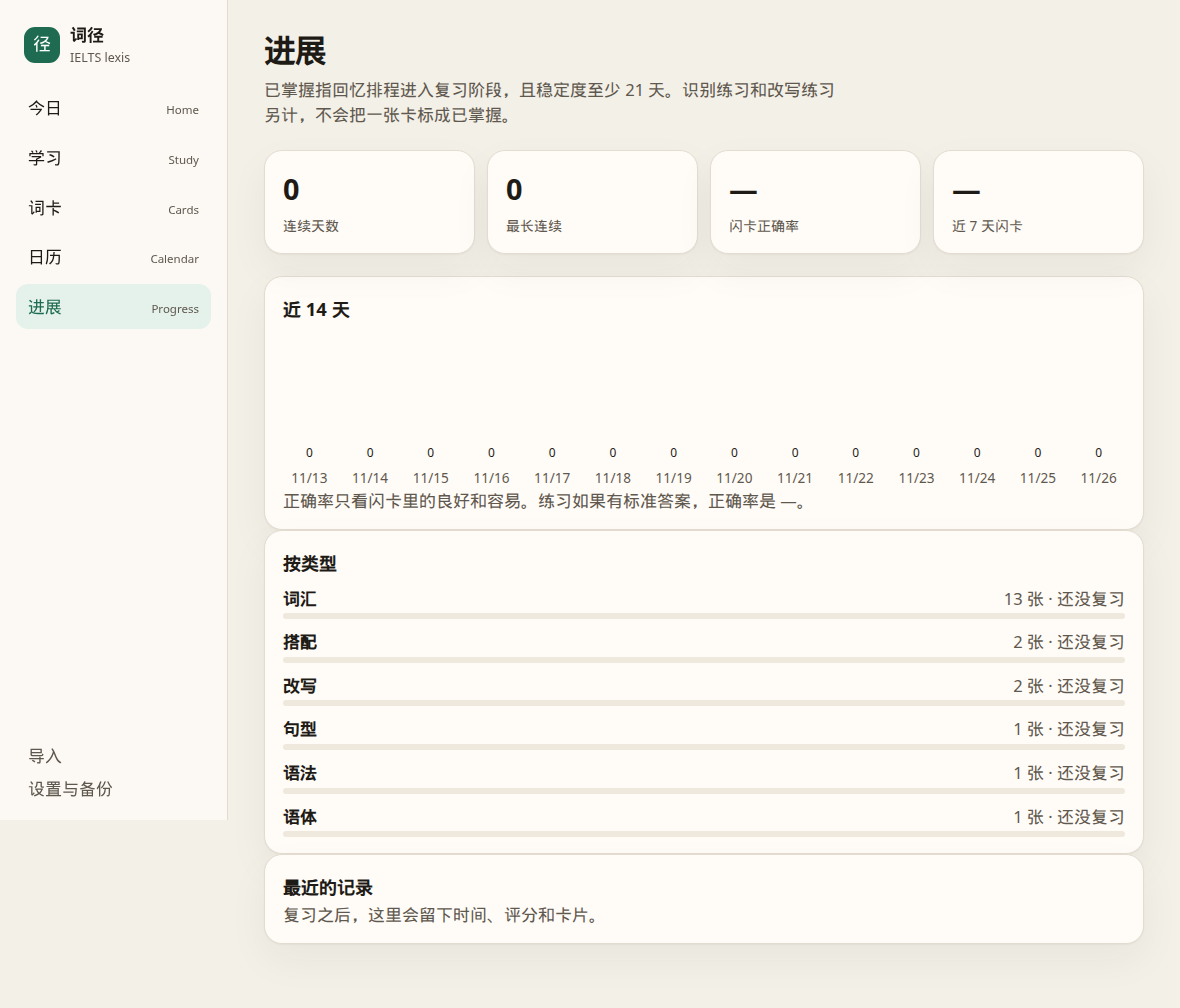 径
词径
IELTS lexis
今日 Home
学习 Study
词卡 Cards
日历 Calendar
进展 Progress
导入
设置与备份
进展
已掌握指回忆排程进入复习阶段，且稳定度至少 21 天。识别练习和改写练习
另计，不会把一张卡标成已掌握。
0
连续天数
0
最长连续
—
闪卡正确率
—
近 7 天闪卡
近 14 天
0 0 0 0 0 0 0 0 0 0 0 0 0 0
11/13 11/14 11/15 11/16 11/17 11/18 11/19 11/20 11/21 11/22 11/23 11/24 11/25 11/26
正确率只看闪卡里的良好和容易。练习如果有标准答案，正确率是 —。
按类型
词汇 13 张 · 还没复习
搭配 2 张 · 还没复习
改写 2 张 · 还没复习
句型 1 张 · 还没复习
语法 1 张 · 还没复习
语体 1 张 · 还没复习
最近的记录
复习之后，这里会留下时间、评分和卡片。